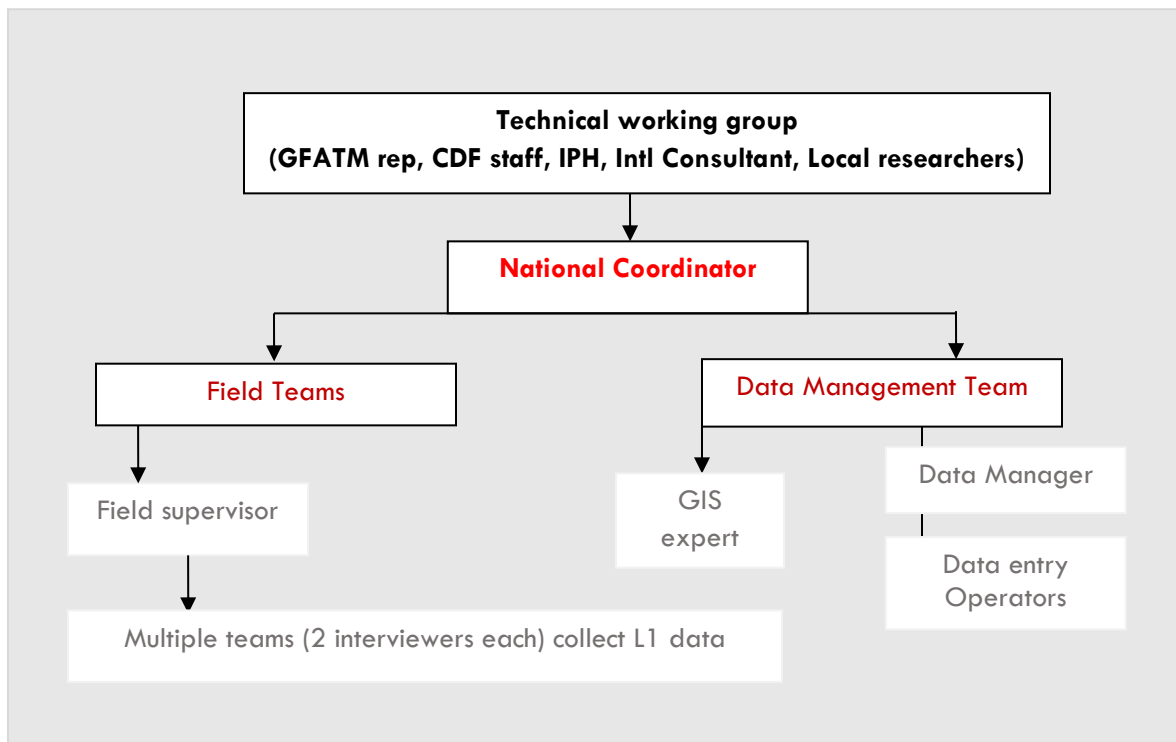 Technical working group
(GFATM rep, CDF staff, IPH, Intl Consultant, Local researchers)
National Coordinator
Field Teams
Data Management Team
Field supervisor
GIS
expert
Data Manager
Data entry
Operators
Multiple teams (2 interviewers each) collect L1 data